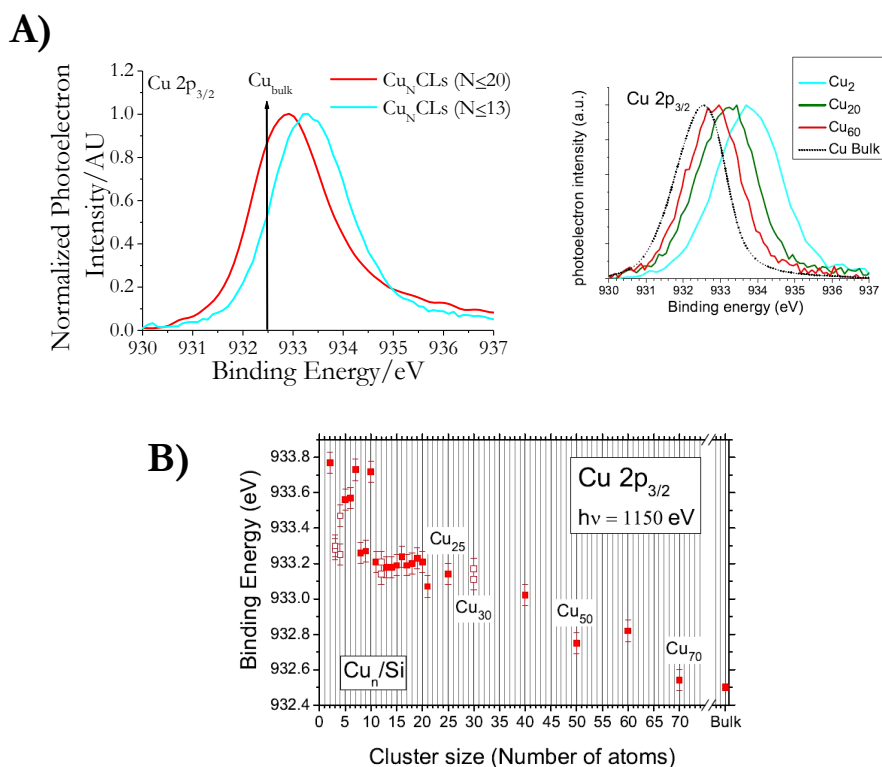 A)
Normalized Photoelectron
Intensity/AU
1.2
1.0
0.8
0.6
0.4
0.2
0.0
Cu 2p3/2
Cubulk
CuNCLs (N≤20)
CuNCLs (N≤13)
930 931 932 933 934 935 936 937
Binding Energy/eV
photoelectron intensity (a.u.)
Cu 2p3/2
Cu2
Cu20
Cu60
Cu Bulk
930 931 932 933 934 935 936 937
Binding energy (eV)
B)
Binding Energy (eV)
933.8
933.6
933.4
933.2
933.0
932.8
932.6
932.4
Cu 2p3/2
hν = 1150 eV
Cu25
Cu30
Cu50
Cu70
Cun/Si
0 5 10 15 20 25 30 35 40 45 50 55 60 65 70 Bulk
Cluster size (Number of atoms)